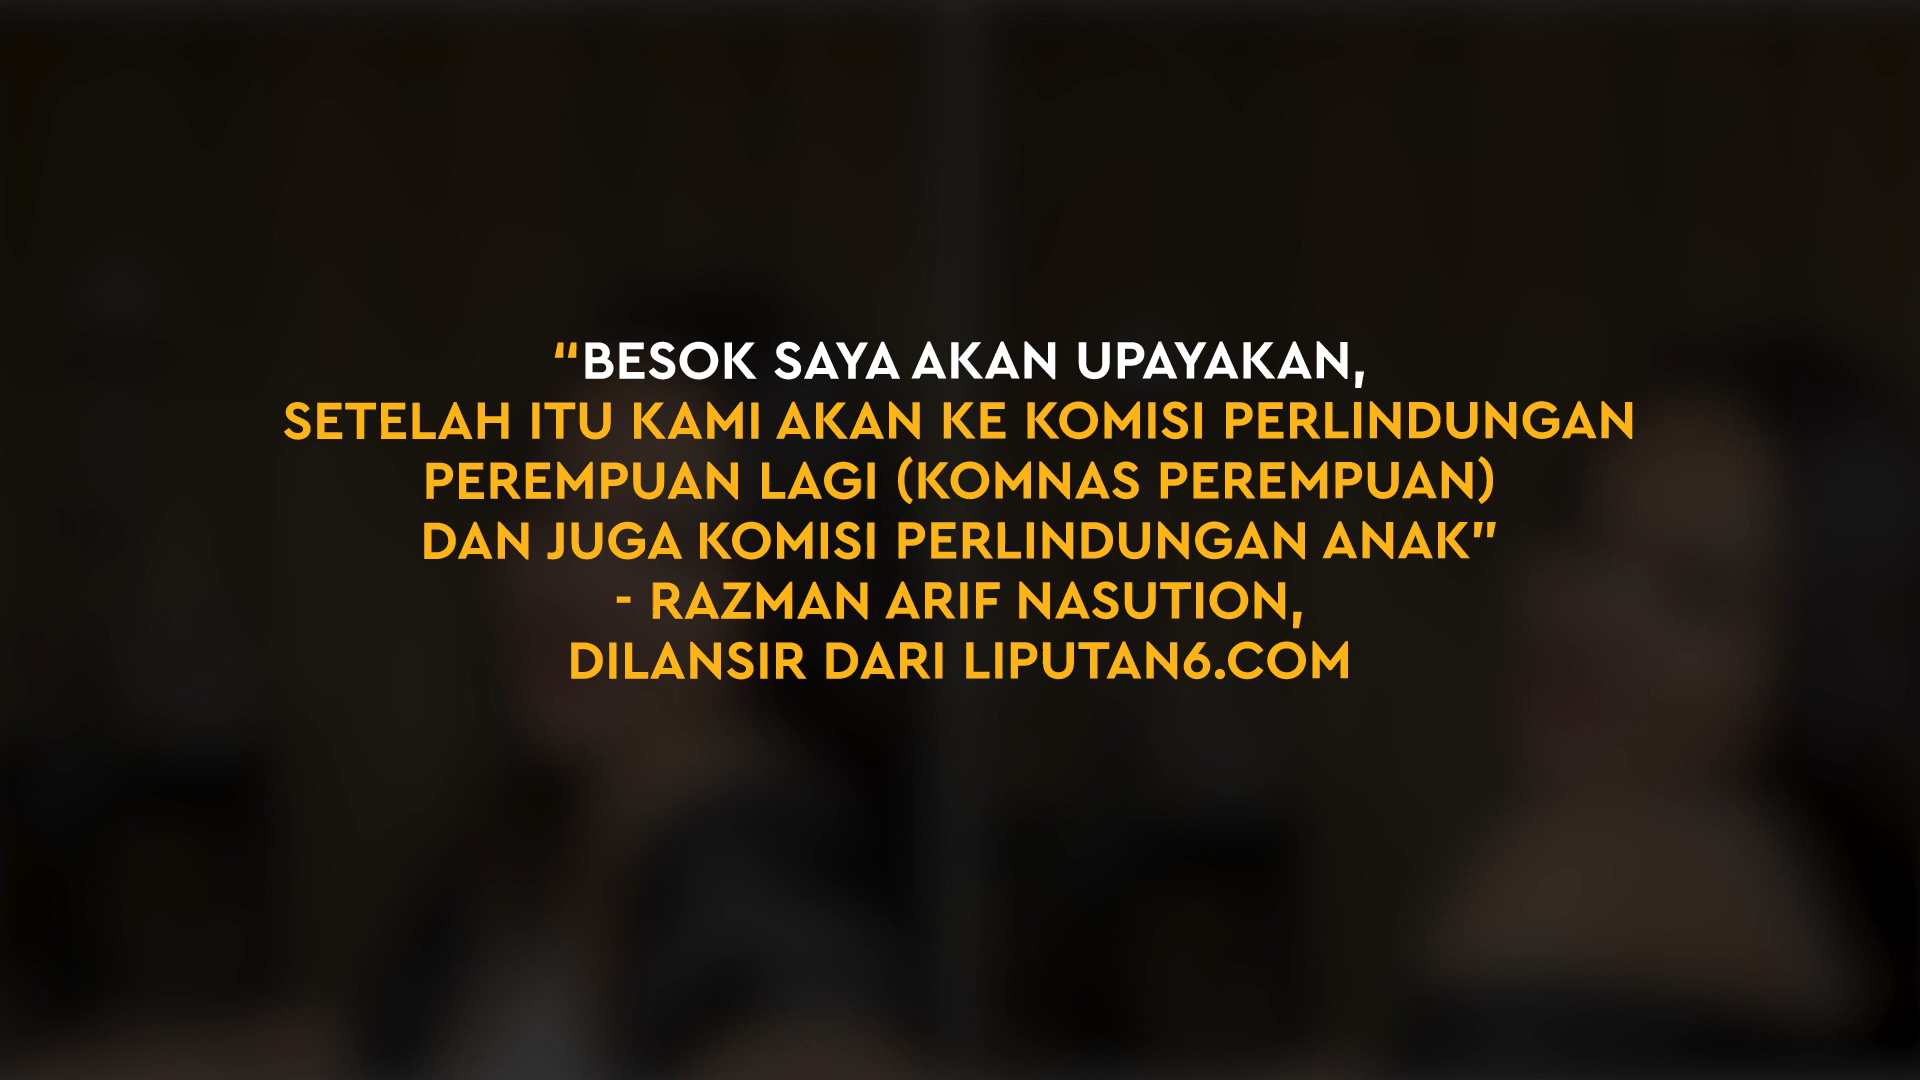 “BESOK SAYA AKAN UPAYAKAN,
SETELAH ITU KAMI AKAN KE KOMISI PERLINDUNGAN
PEREMPUAN LAGI (KOMNAS PEREMPUAN)
DAN JUGA KOMISI PERLINDUNGAN ANAK”
- RAZMAN ARIF NASUTION,
DILANSIR DARI LIPUTAN6.COM